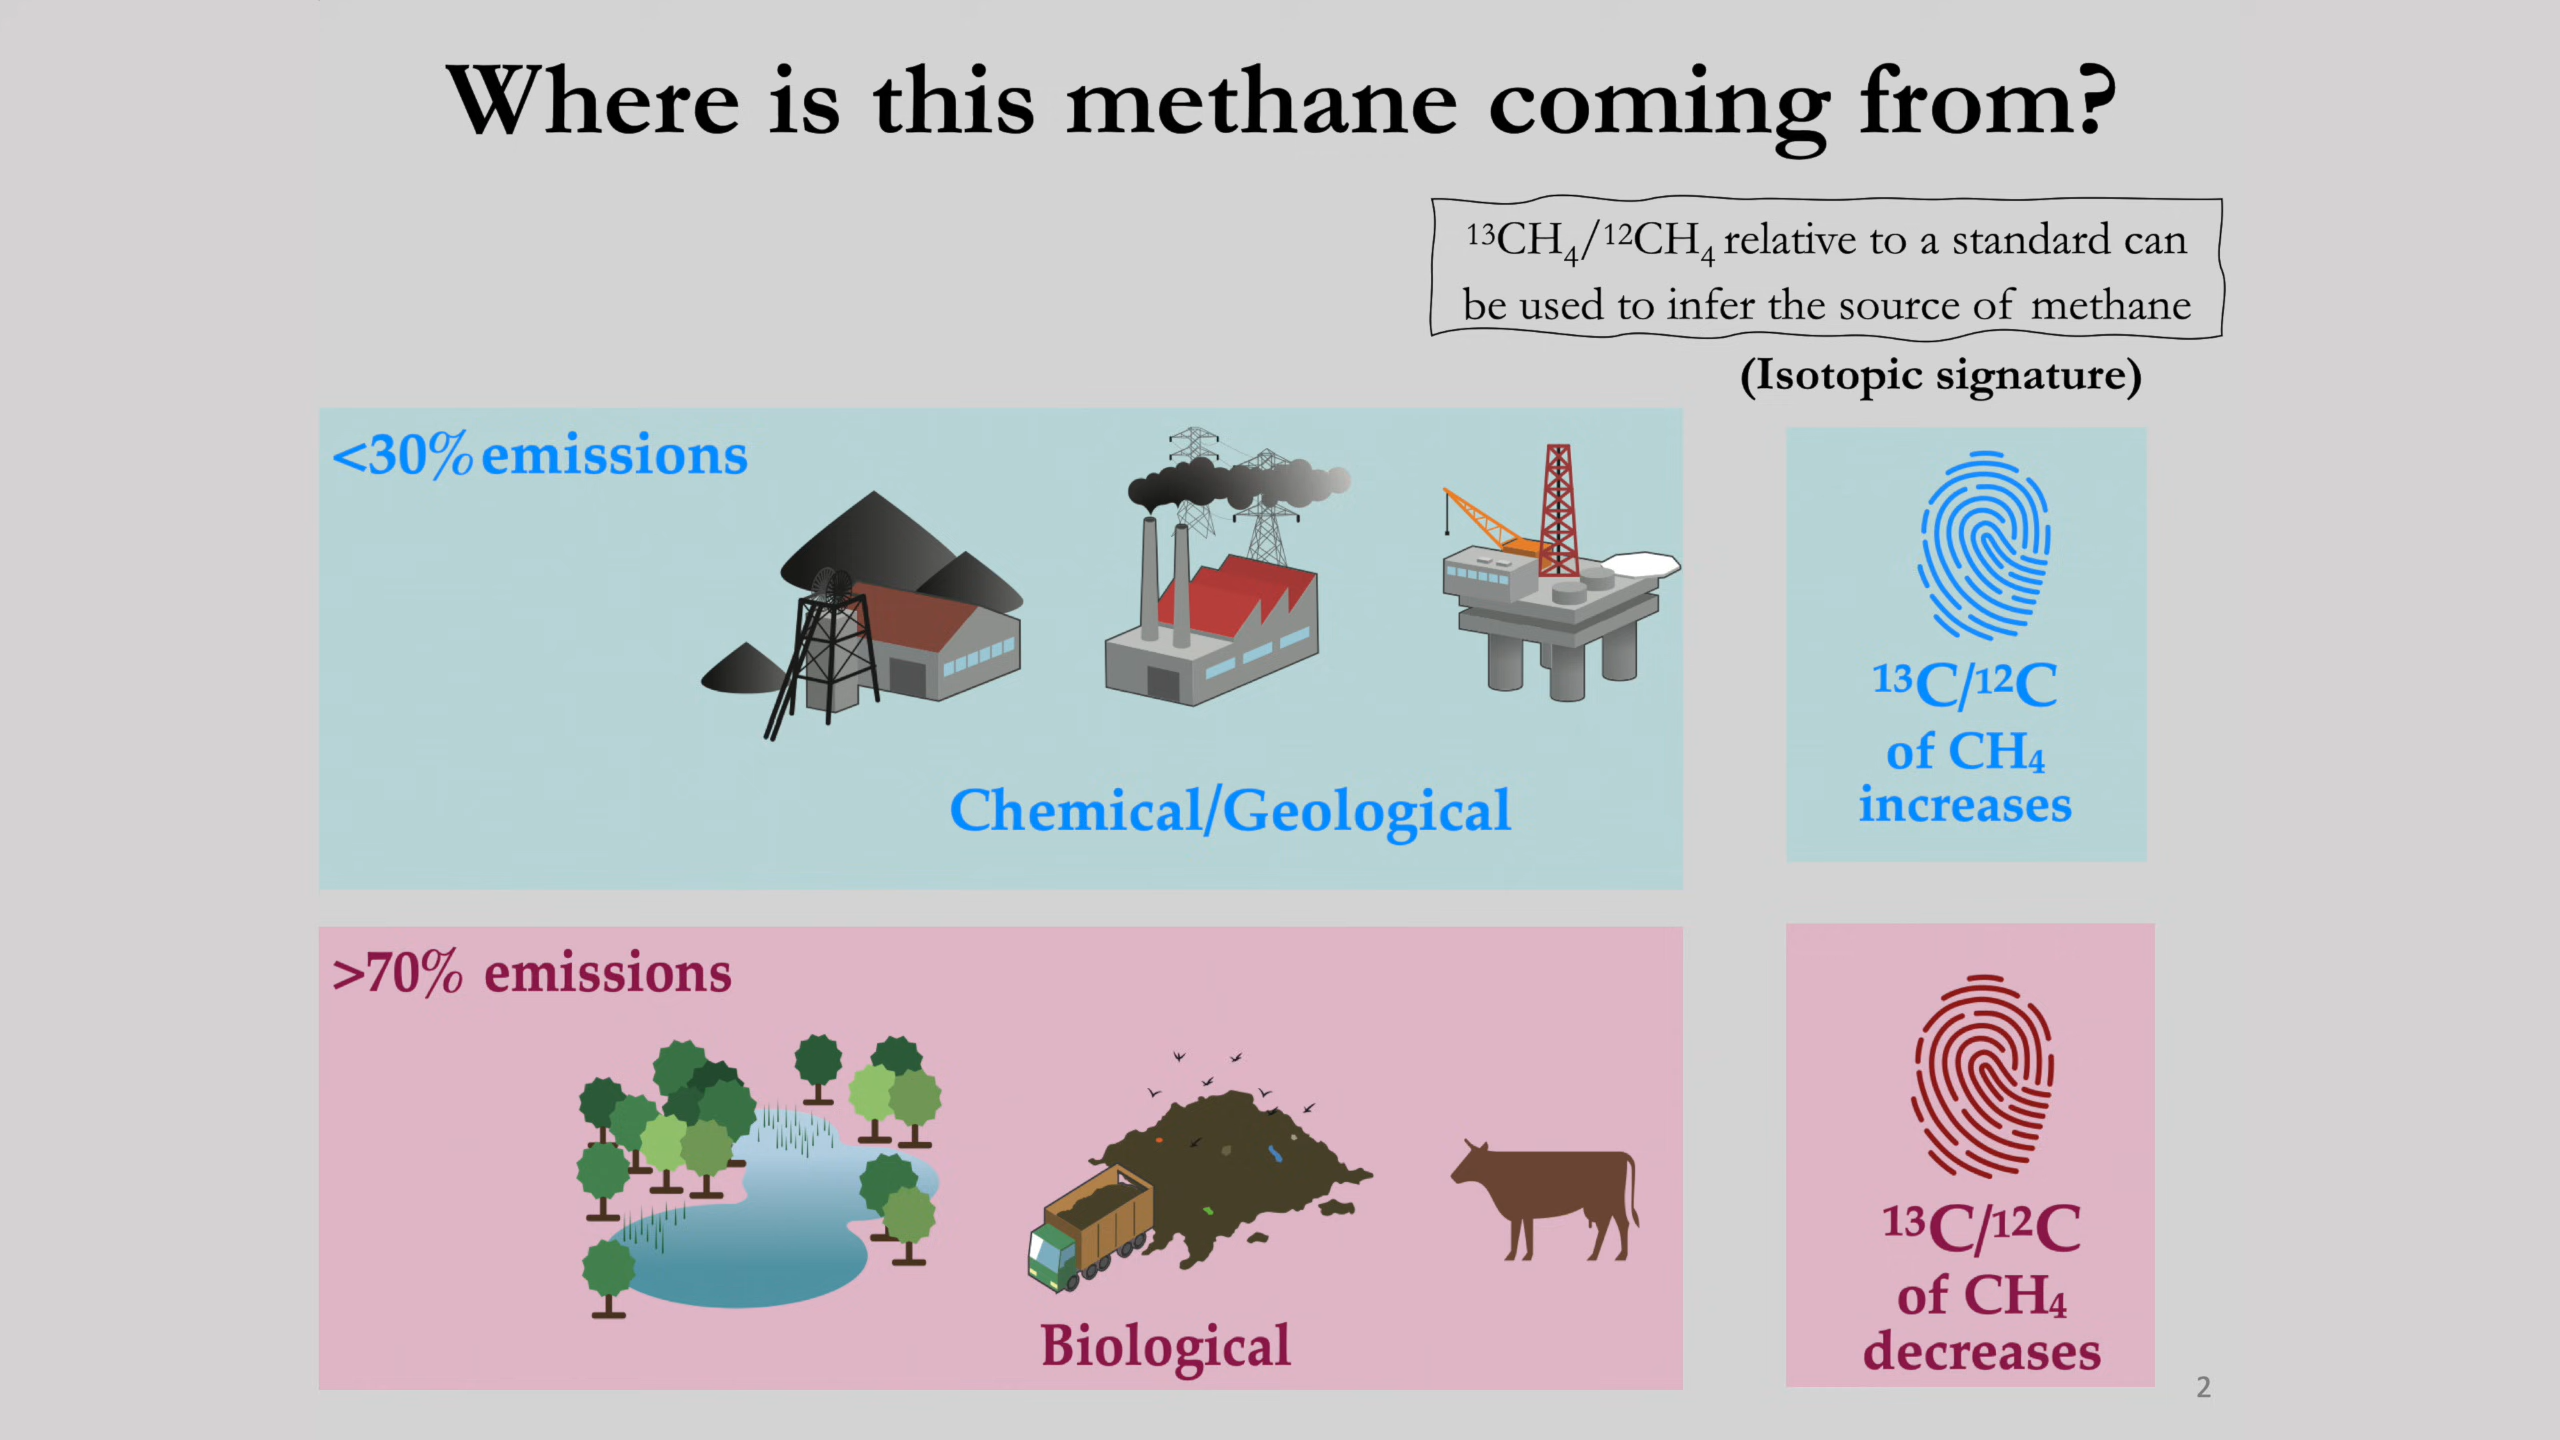 Where is this methane coming from?
¹³CH₄/¹²CH₄ relative to a standard can
be used to infer the source of methane
(Isotopic signature)
<30% emissions
Chemical/Geological
¹³C/¹²C
of CH₄
increases
>70% emissions
Biological
¹³C/¹²C
of CH₄
decreases
2